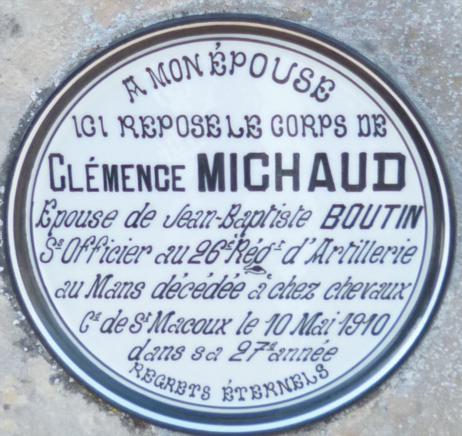 A MON ÉPOUSE
ICI REPOSE LE CORPS DE
CLÉMENCE MICHAUD
Epouse de Jean-Baptiste BOUTIN
Ss Officier au 26e Régt d'Artillerie
au Mans décédée à chez chevaux
Ce de St Macoux le 10 Mai 1910
dans sa 27e année
REGRETS ÉTERNELS